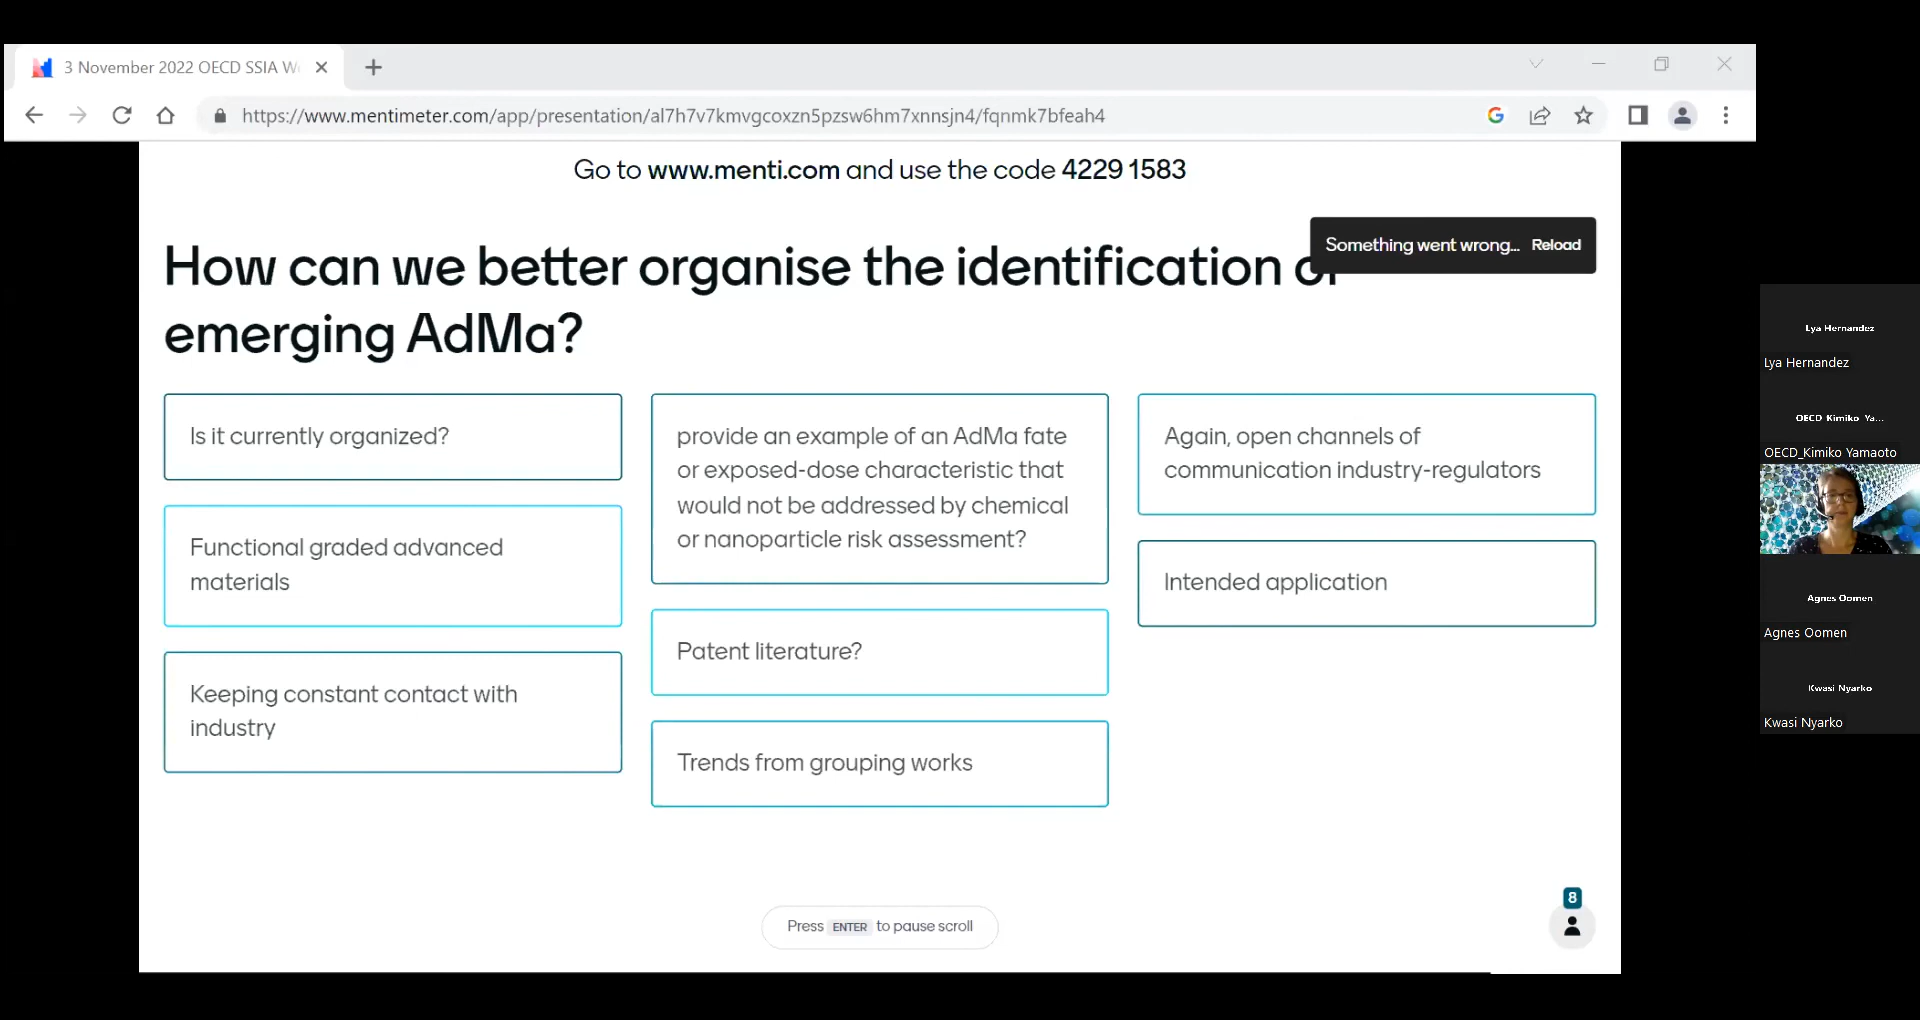 3 November 2022 OECD SSIA W
https://www.mentimeter.com/app/presentation/al7h7v7kmvgcoxzn5pzsw6hm7xnnsjn4/fqnmk7bfeah4
Go to www.menti.com and use the code 4229 1583
Something went wrong... Reload
How can we better organise the identification of
emerging AdMa?
Is it currently organized?
Functional graded advanced
materials
Keeping constant contact with
industry
provide an example of an AdMa fate
or exposed-dose characteristic that
would not be addressed by chemical
or nanoparticle risk assessment?
Patent literature?
Trends from grouping works
Again, open channels of
communication industry-regulators
Intended application
Press ENTER to pause scroll
8
Lya Hernandez
Lya Hernandez
OECD_Kimiko Ya...
OECD_Kimiko Yamaoto
Agnes Oomen
Agnes Oomen
Kwasi Nyarko
Kwasi Nyarko